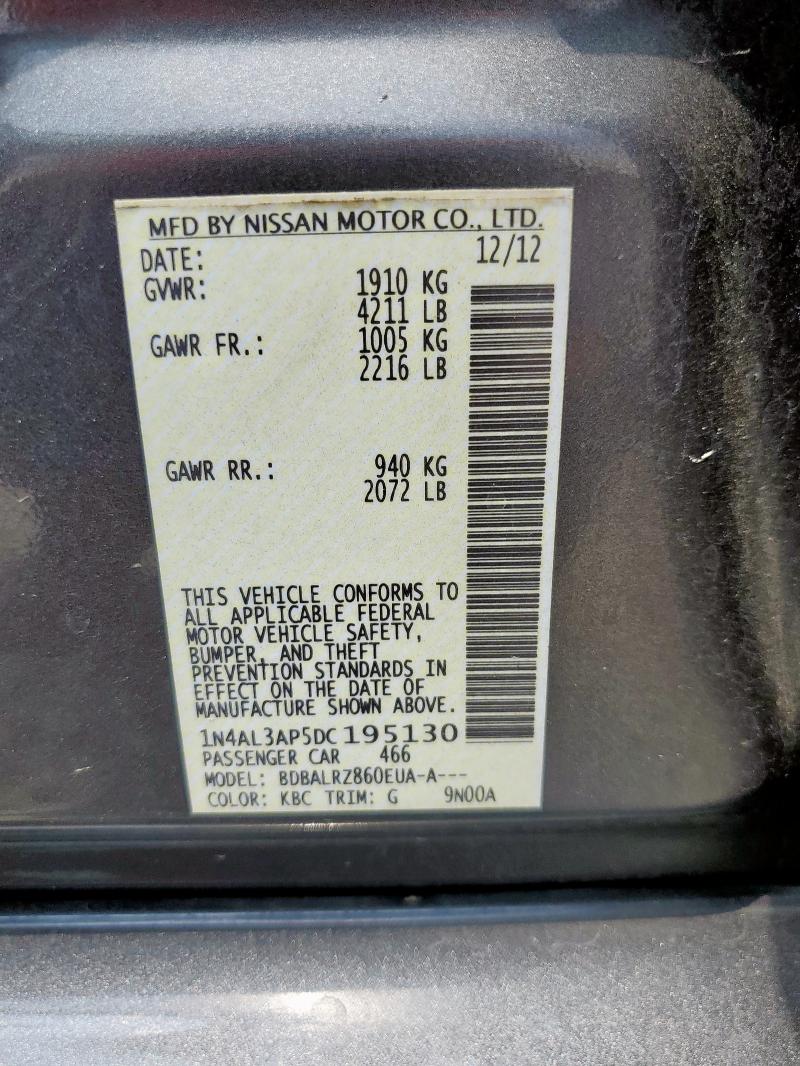 MFD BY NISSAN MOTOR CO., LTD.
DATE: 12/12
GVWR: 1910 KG
4211 LB
GAWR FR.: 1005 KG
2216 LB
GAWR RR.: 940 KG
2072 LB
THIS VEHICLE CONFORMS TO
ALL APPLICABLE FEDERAL
MOTOR VEHICLE SAFETY,
BUMPER, AND THEFT
PREVENTION STANDARDS IN
EFFECT ON THE DATE OF
MANUFACTURE SHOWN ABOVE.
1N4AL3AP5DC195130
PASSENGER CAR 466
MODEL: BDBALRZ860EUA-A---
COLOR: KBC TRIM: G 9N00A